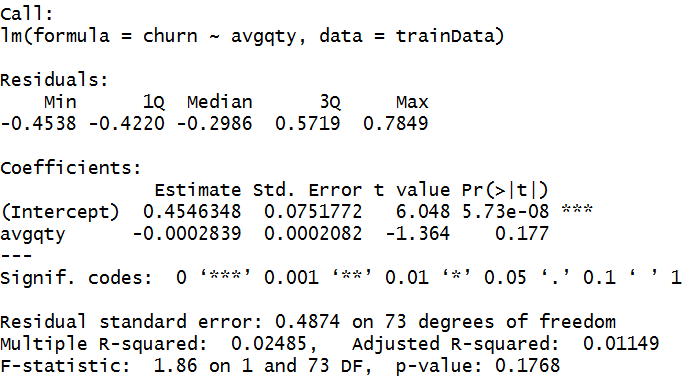 Call:
lm(formula = churn ~ avgqty, data = trainData)
Residuals:
Min 1Q Median 3Q Max
-0.4538 -0.4220 -0.2986 0.5719 0.7849
Coefficients:
Estimate Std. Error t value Pr(>|t|)
(Intercept) 0.4546348 0.0751772 6.048 5.73e-08 ***
avgqty -0.0002839 0.0002082 -1.364 0.177
---
Signif. codes: 0 ‘***’ 0.001 ‘**’ 0.01 ‘*’ 0.05 ‘.’ 0.1 ‘ ’ 1
Residual standard error: 0.4874 on 73 degrees of freedom
Multiple R-squared: 0.02485, Adjusted R-squared: 0.01149
F-statistic: 1.86 on 1 and 73 DF, p-value: 0.1768